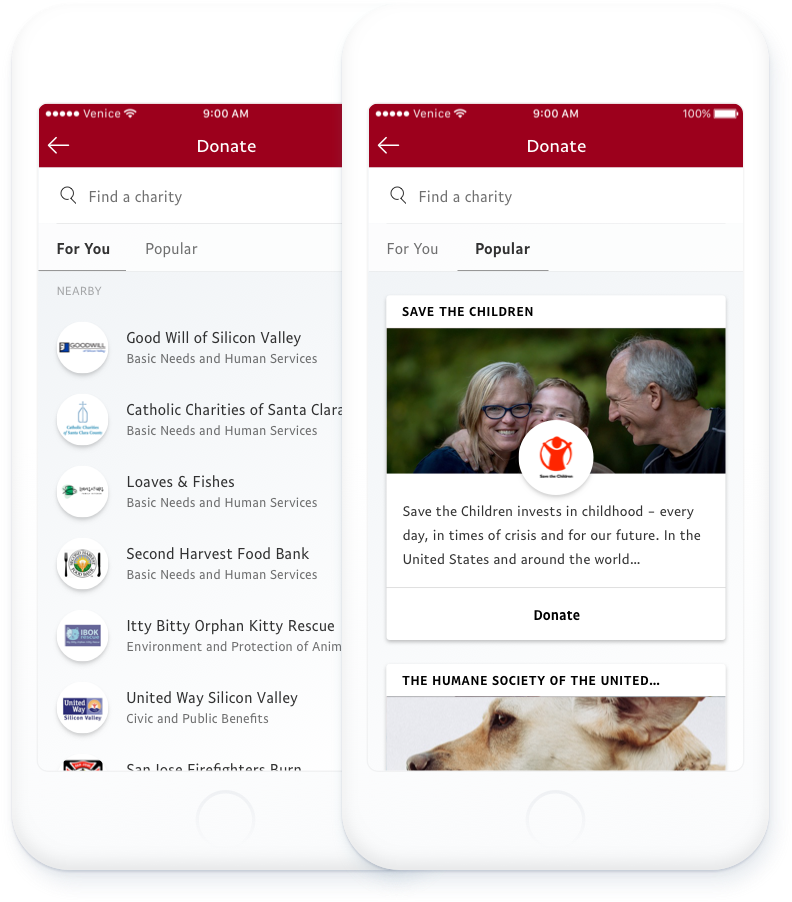 Venice
9:00 AM
Donate
Find a charity
For You
Popular
NEARBY
GOODWILL
Good Will of Silicon Valley
Basic Needs and Human Services
Catholic Charities
of Santa Clara County
Catholic Charities of Santa Clara
Basic Needs and Human Services
Loaves & Fishes
Basic Needs and Human Services
Second Harvest Food Bank
Basic Needs and Human Services
IBOK
Itty Bitty Orphan Kitty Rescue
Environment and Protection of Anim
United
Way
Silicon Valley
United Way Silicon Valley
Civic and Public Benefits
San Jose Firefighters Burn
Venice
9:00 AM
100%
Donate
Find a charity
For You
Popular
SAVE THE CHILDREN
Save the Children
Save the Children invests in childhood – every
day, in times of crisis and for our future. In the
United States and around the world...
Donate
THE HUMANE SOCIETY OF THE UNITED...